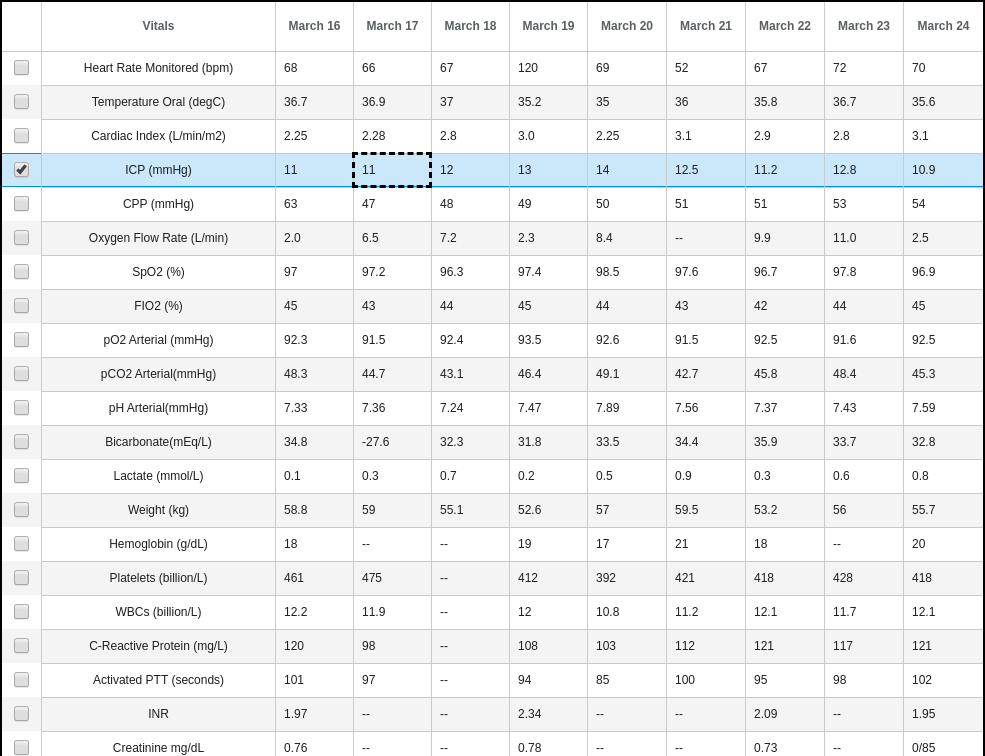 Vitals March 16 March 17 March 18 March 19 March 20 March 21 March 22 March 23 March 24
Heart Rate Monitored (bpm) 68 66 67 120 69 52 67 72 70
Temperature Oral (degC) 36.7 36.9 37 35.2 35 36 35.8 36.7 35.6
Cardiac Index (L/min/m2) 2.25 2.28 2.8 3.0 2.25 3.1 2.9 2.8 3.1
ICP (mmHg) 11 11 12 13 14 12.5 11.2 12.8 10.9
CPP (mmHg) 63 47 48 49 50 51 51 53 54
Oxygen Flow Rate (L/min) 2.0 6.5 7.2 2.3 8.4 -- 9.9 11.0 2.5
SpO2 (%) 97 97.2 96.3 97.4 98.5 97.6 96.7 97.8 96.9
FIO2 (%) 45 43 44 45 44 43 42 44 45
pO2 Arterial (mmHg) 92.3 91.5 92.4 93.5 92.6 91.5 92.5 91.6 92.5
pCO2 Arterial(mmHg) 48.3 44.7 43.1 46.4 49.1 42.7 45.8 48.4 45.3
pH Arterial(mmHg) 7.33 7.36 7.24 7.47 7.89 7.56 7.37 7.43 7.59
Bicarbonate(mEq/L) 34.8 -27.6 32.3 31.8 33.5 34.4 35.9 33.7 32.8
Lactate (mmol/L) 0.1 0.3 0.7 0.2 0.5 0.9 0.3 0.6 0.8
Weight (kg) 58.8 59 55.1 52.6 57 59.5 53.2 56 55.7
Hemoglobin (g/dL) 18 -- -- 19 17 21 18 -- 20
Platelets (billion/L) 461 475 -- 412 392 421 418 428 418
WBCs (billion/L) 12.2 11.9 -- 12 10.8 11.2 12.1 11.7 12.1
C-Reactive Protein (mg/L) 120 98 -- 108 103 112 121 117 121
Activated PTT (seconds) 101 97 -- 94 85 100 95 98 102
INR 1.97 -- -- 2.34 -- -- 2.09 -- 1.95
Creatinine mg/dL 0.76 -- -- 0.78 -- -- 0.73 -- 0/85